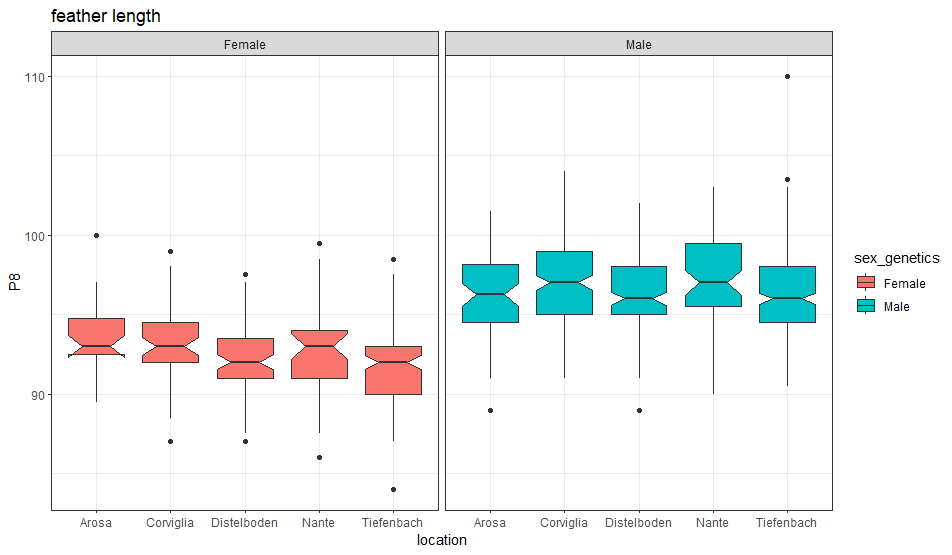 feather length
Female Male
110
100
90
P8
Arosa Corviglia Distelboden Nante Tiefenbach Arosa Corviglia Distelboden Nante Tiefenbach
location
sex_genetics
Female
Male